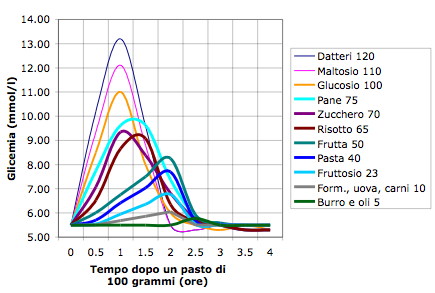 14.00
13.00
12.00
11.00
10.00
9.00
8.00
7.00
6.00
5.00
Glicemia (mmol/l)
0 0.5 1 1.5 2 2.5 3 3.5 4
Tempo dopo un pasto di
100 grammi (ore)
Datteri 120
Maltosio 110
Glucosio 100
Pane 75
Zucchero 70
Risotto 65
Frutta 50
Pasta 40
Fruttosio 23
Form., uova, carni 10
Burro e oli 5